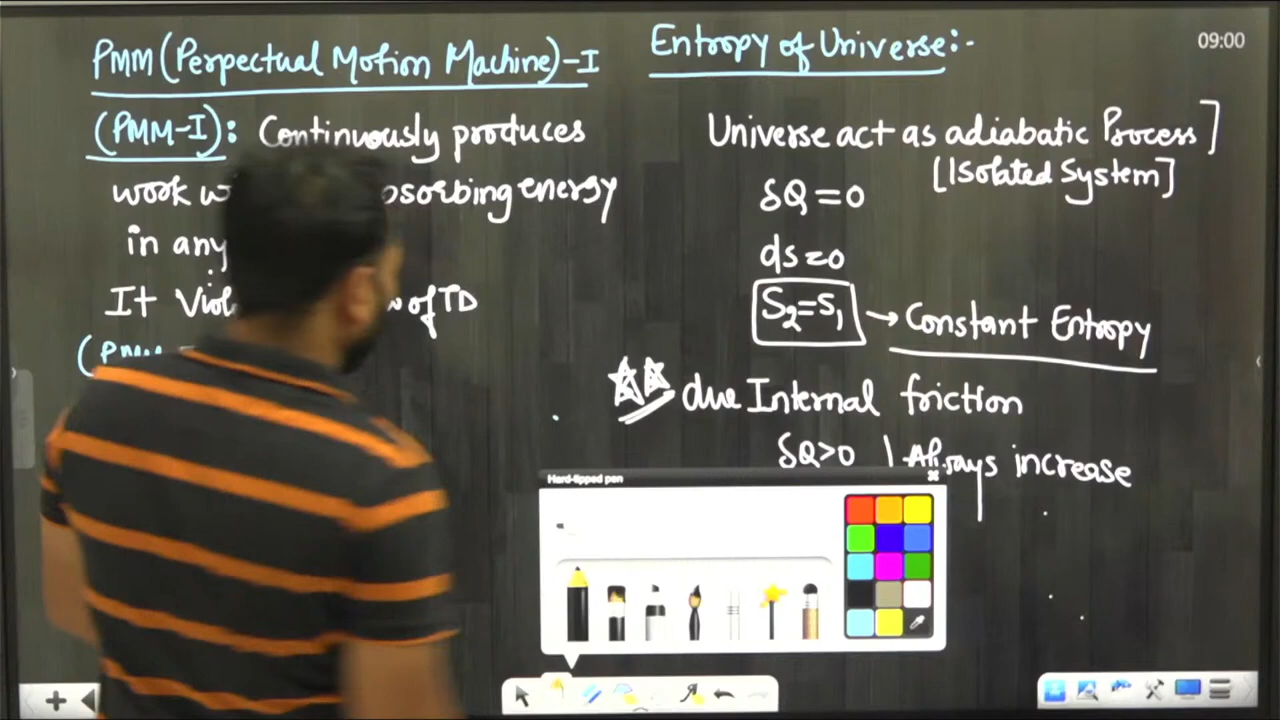 PMM (Perpectual Motion Machine)-I
(PMM-I): Continuously produces
work energy
in any
It of TD
Entropy of Universe:-
09:00
Universe act as adiabatic Process]
[Isolated System]
δQ=0
ds=0
S2=S1 → Constant Entropy
due Internal friction
δQ>0 | Always increase
Hard-tipped pen